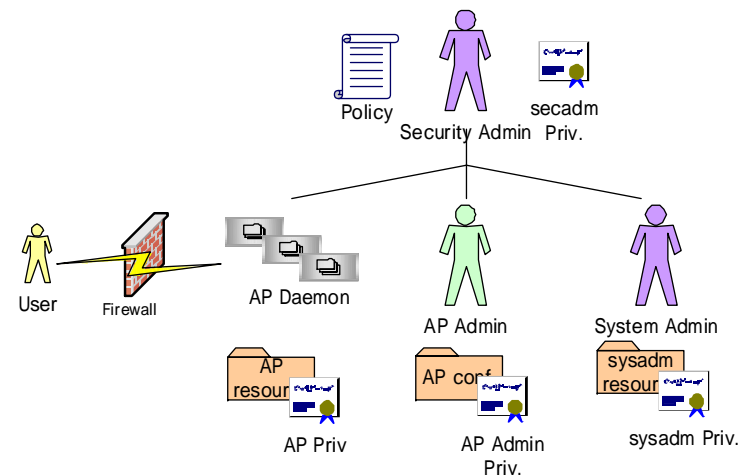 Policy
Security Admin
secadm
Priv.
User
Firewall
AP Daemon
AP Admin
System Admin
AP
resour
AP conf
sysadm
resour
AP Priv
AP Admin
Priv.
sysadm Priv.